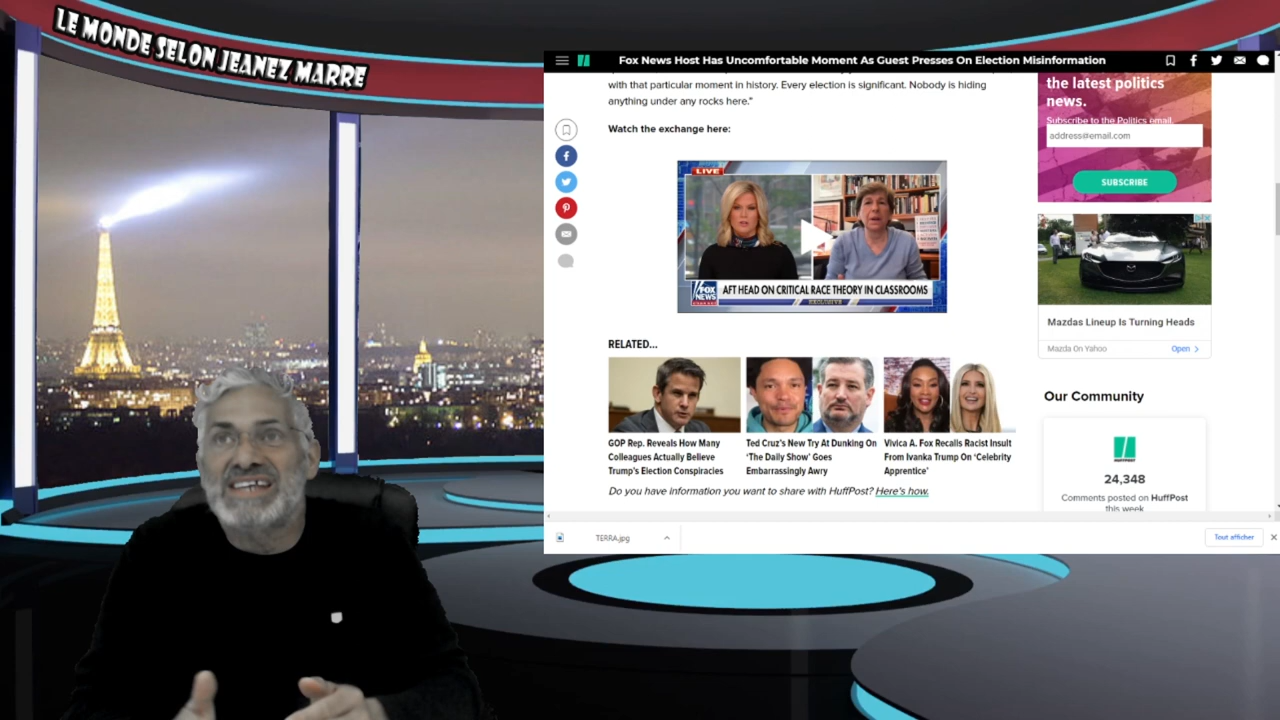 LE MONDE SELON JEANEZ MARRE
Fox News Host Has Uncomfortable Moment As Guest Presses On Election Misinformation
with that particular moment in history. Every election is significant. Nobody is hiding
anything under any rocks here."
Watch the exchange here:
LIVE
FOX
NEWS
AFT HEAD ON CRITICAL RACE THEORY IN CLASSROOMS
EXCLUSIVE
RELATED...
GOP Rep. Reveals How Many
Colleagues Actually Believe
Trump's Election Conspiracies
Ted Cruz's New Try At Dunking On
'The Daily Show' Goes
Embarrassingly Awry
Vivica A. Fox Recalls Racist Insult
From Ivanka Trump On 'Celebrity
Apprentice'
Do you have information you want to share with HuffPost? Here's how.
the latest politics
news.
Subscribe to the Politics email.
address@email.com
SUBSCRIBE
Mazdas Lineup Is Turning Heads
Mazda On Yahoo
Open
Our Community
HUFFPOST
24,348
Comments posted on HuffPost
this week
TERRA.jpg
Tout afficher